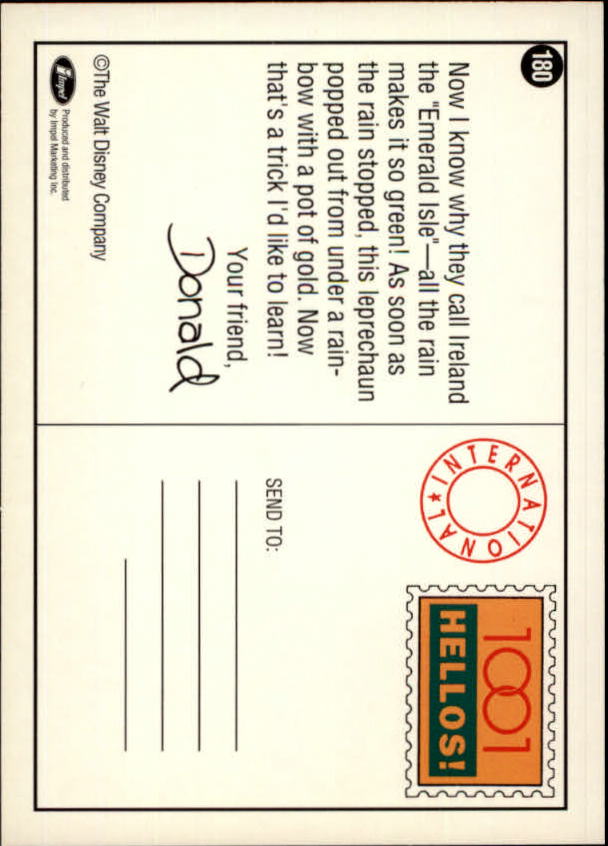 180
Now I know why they call Ireland
the "Emerald Isle"—all the rain
makes it so green! As soon as
the rain stopped, this leprechaun
popped out from under a rain-
bow with a pot of gold. Now
that's a trick I'd like to learn!
Your friend,
Donald
©The Walt Disney Company
Impel
Produced and distributed
by Impel Marketing Inc.
INTERNATIONAL★
1001
HELLOS!
SEND TO: